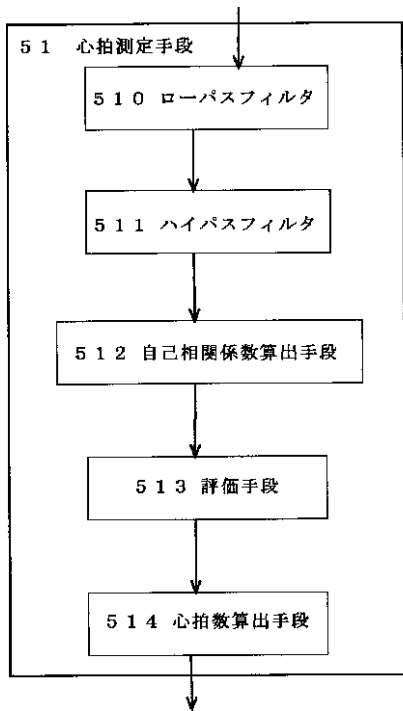 51 心拍測定手段
510 ローパスフィルタ
511 ハイパスフィルタ
512 自己相関係数算出手段
513 評価手段
514 心拍数算出手段